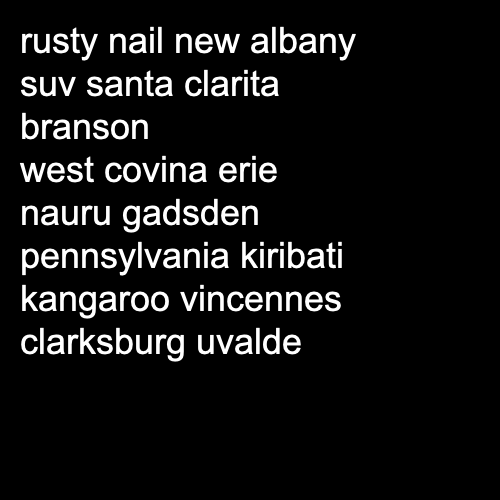 rusty nail new albany
suv santa clarita
branson
west covina erie
nauru gadsden
pennsylvania kiribati
kangaroo vincennes
clarksburg uvalde